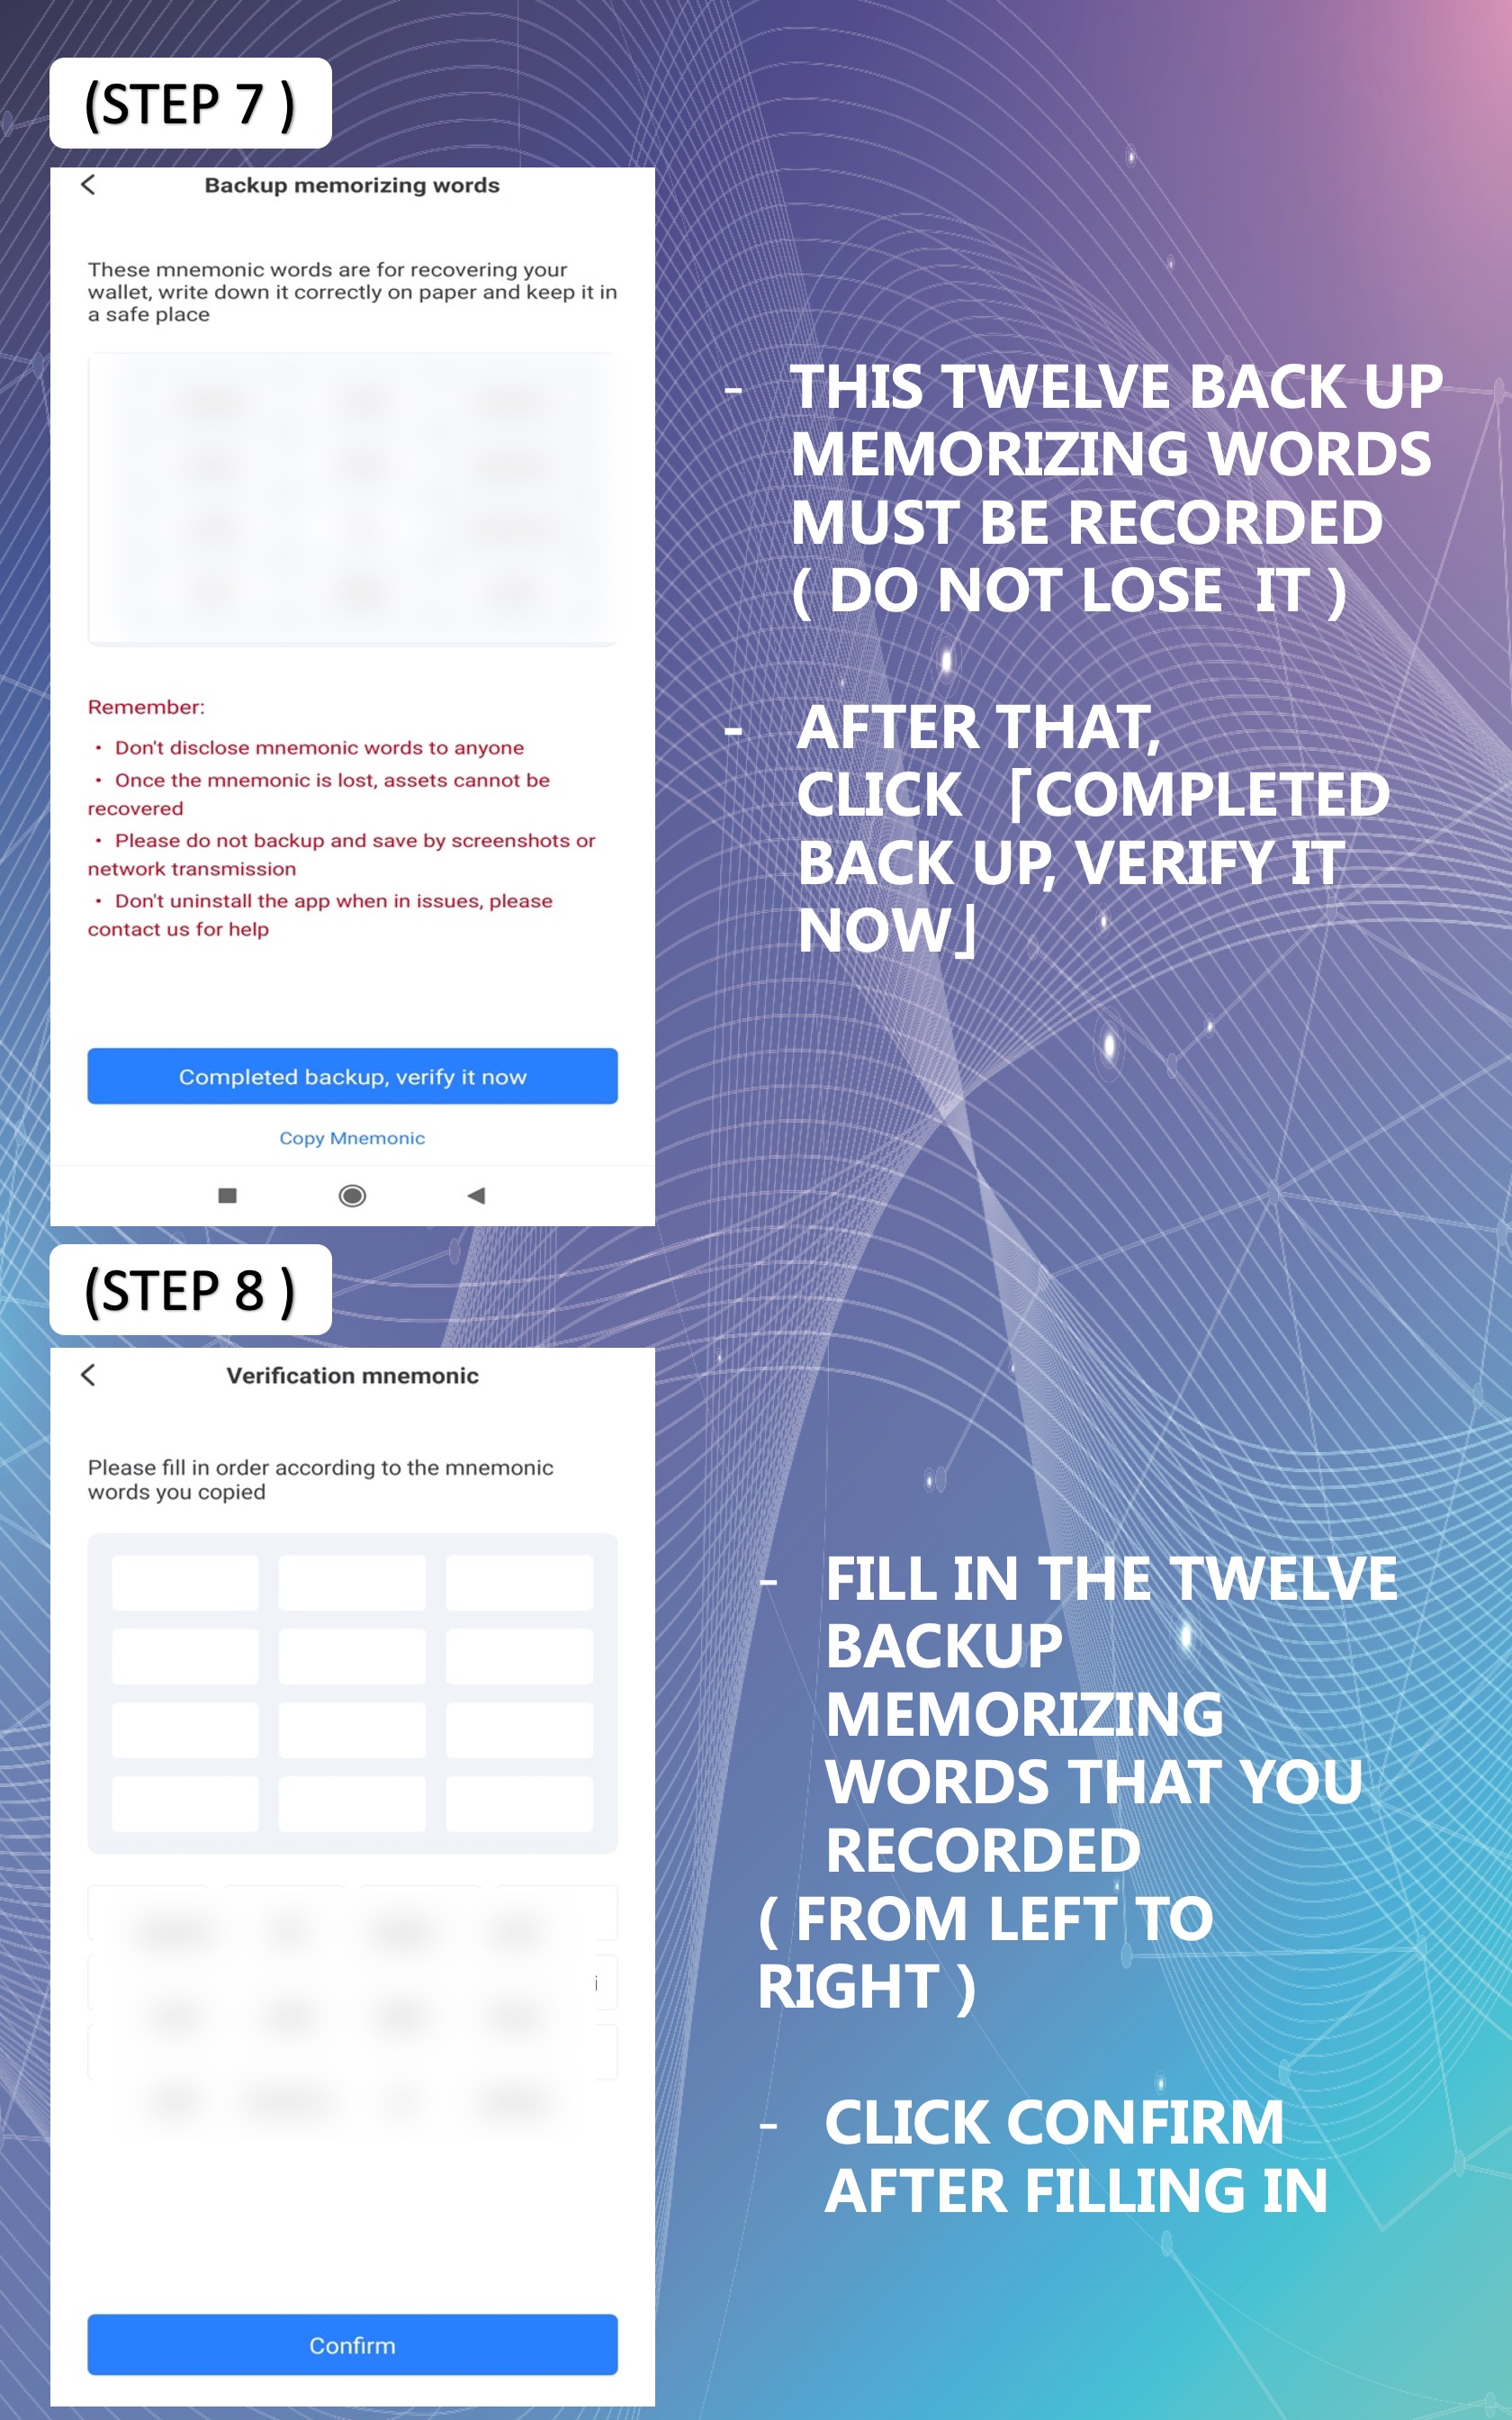 (STEP 7 )
Backup memorizing words
These mnemonic words are for recovering your
wallet, write down it correctly on paper and keep it in
a safe place
Remember:
• Don't disclose mnemonic words to anyone
• Once the mnemonic is lost, assets cannot be
recovered
• Please do not backup and save by screenshots or
network transmission
• Don't uninstall the app when in issues, please
contact us for help
Completed backup, verify it now
Copy Mnemonic
- THIS TWELVE BACK UP
MEMORIZING WORDS
MUST BE RECORDED
( DO NOT LOSE IT )
- AFTER THAT,
CLICK 「COMPLETED
BACK UP, VERIFY IT
NOW」
(STEP 8 )
Verification mnemonic
Please fill in order according to the mnemonic
words you copied
Confirm
- FILL IN THE TWELVE
BACKUP
MEMORIZING
WORDS THAT YOU
RECORDED
( FROM LEFT TO
RIGHT )
- CLICK CONFIRM
AFTER FILLING IN